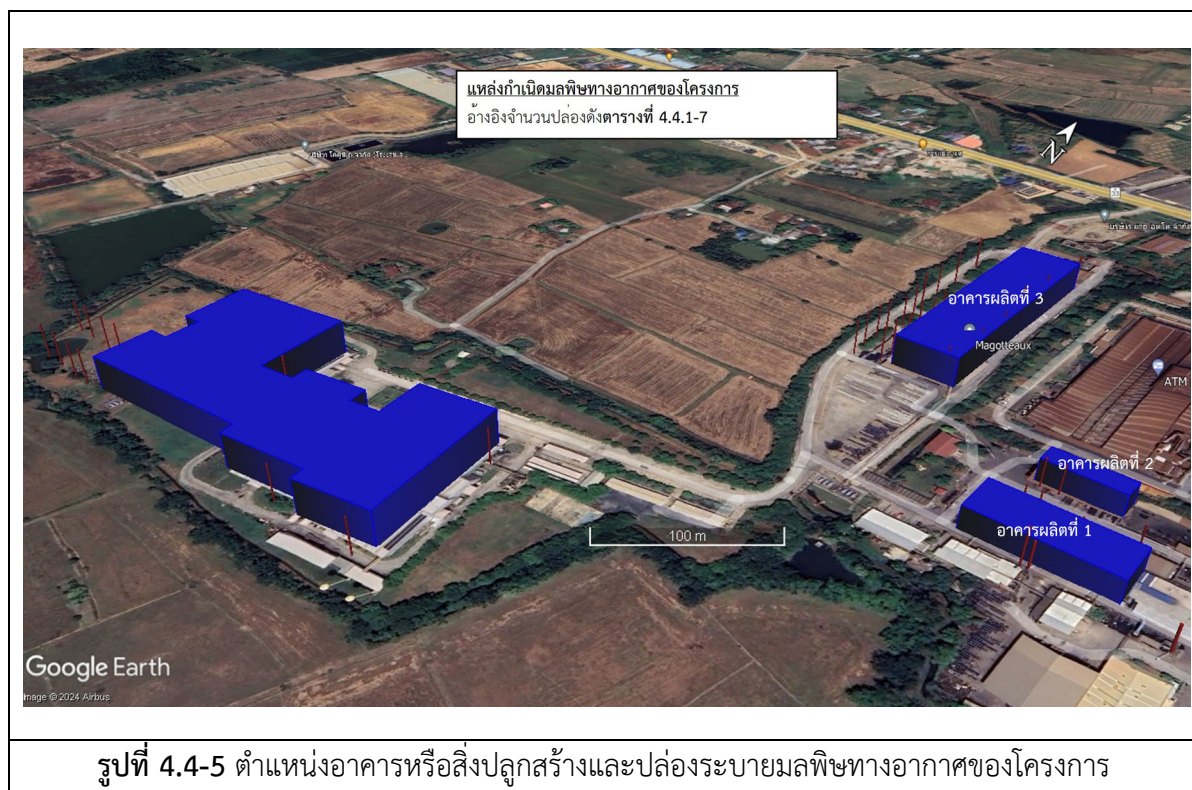 แหล่งกำเนิดมลพิษทางอากาศของโครงการ
อ้างอิงจำนวนปล่องดังตารางที่ 4.4.1-7
N
อาคารผลิตที่ 3
Magotteaux
ATM
อาคารผลิตที่ 2
อาคารผลิตที่ 1
100 m
Google Earth
Image © 2024 Airbus
รูปที่ 4.4-5 ตำแหน่งอาคารหรือสิ่งปลูกสร้างและปล่องระบายมลพิษทางอากาศของโครงการ